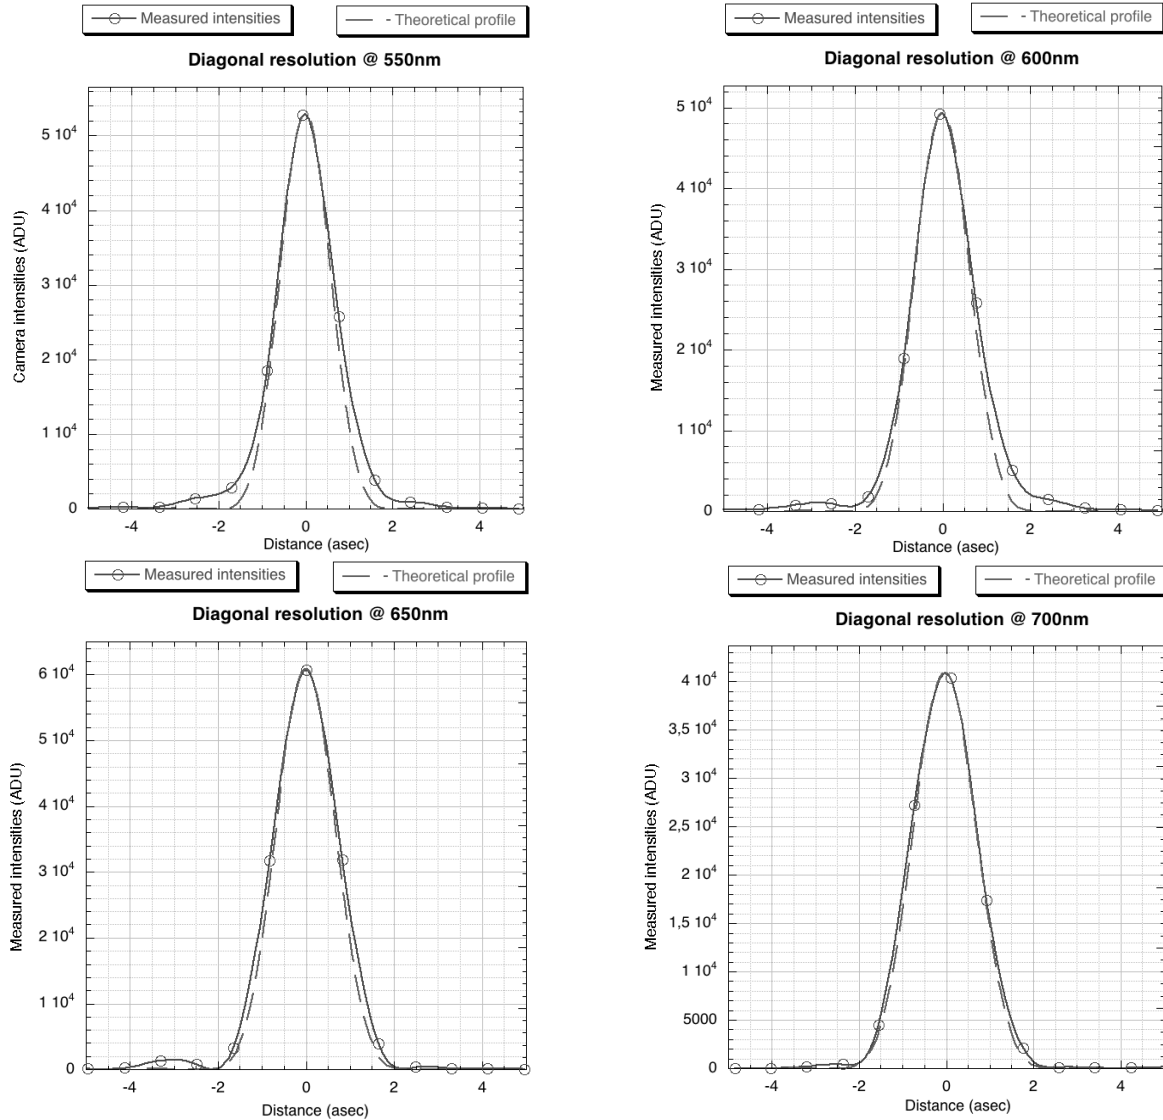 Measured intensities
- Theoretical profile
Diagonal resolution @ 550nm
Camera intensities (ADU)
5 10⁴
4 10⁴
3 10⁴
2 10⁴
1 10⁴
0
-4
-2
0
2
4
Distance (asec)
Measured intensities
- Theoretical profile
Diagonal resolution @ 600nm
Measured intensities (ADU)
5 10⁴
4 10⁴
3 10⁴
2 10⁴
1 10⁴
0
-4
-2
0
2
4
Distance (asec)
Measured intensities
- Theoretical profile
Diagonal resolution @ 650nm
Measured intensities (ADU)
6 10⁴
5 10⁴
4 10⁴
3 10⁴
2 10⁴
1 10⁴
0
-4
-2
0
2
4
Distance (asec)
Measured intensities
- Theoretical profile
Diagonal resolution @ 700nm
Measured intensities (ADU)
4 10⁴
3,5 10⁴
3 10⁴
2,5 10⁴
2 10⁴
1,5 10⁴
1 10⁴
5000
0
-4
-2
0
2
4
Distance (asec)